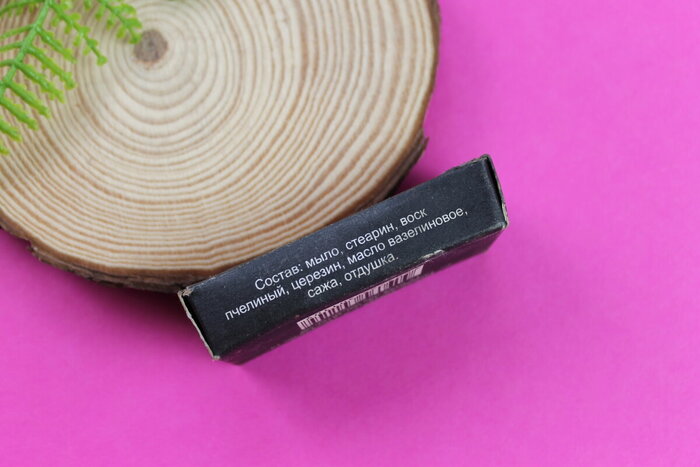 Состав: мыло, стеарин, воск
пчелиный, церезин, масло вазелиновое,
сажа, отдушка.